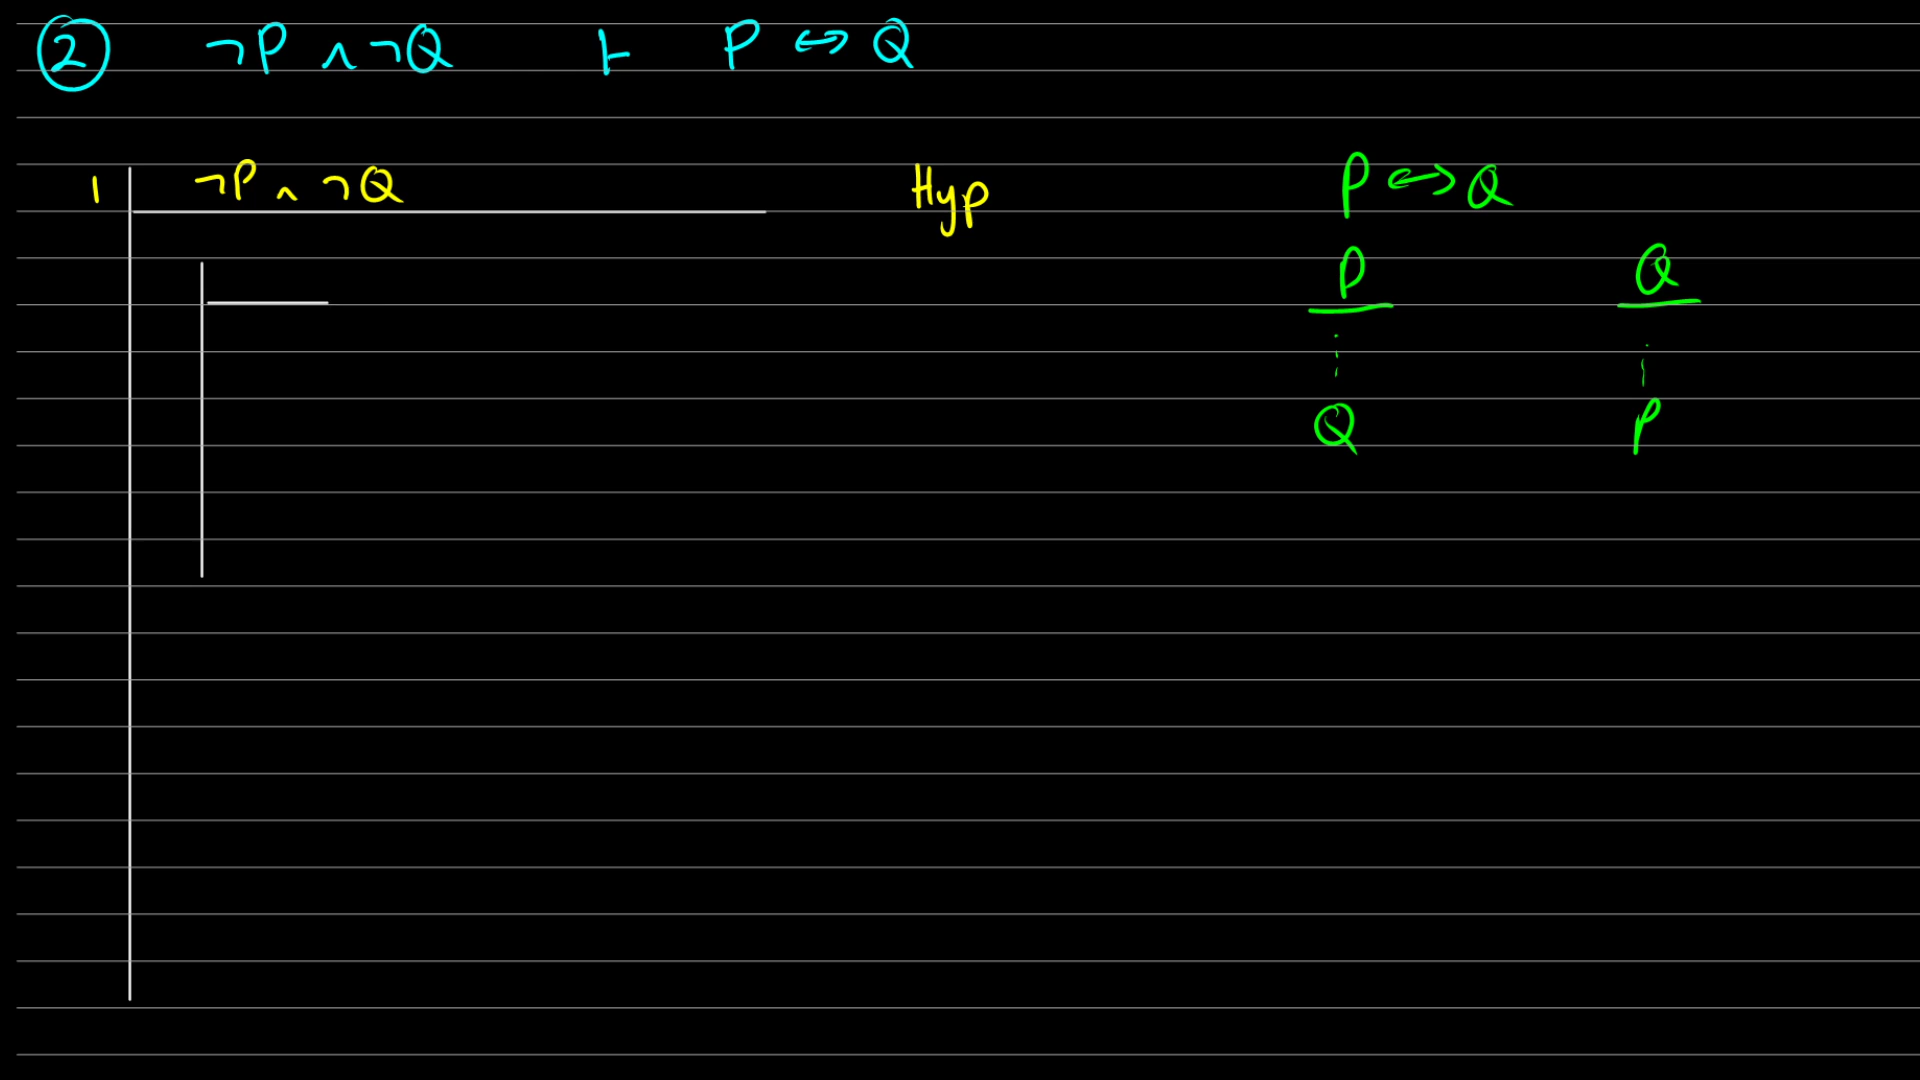 ② ¬P ∧ ¬Q ⊢ P ↔ Q
1 ¬P ∧ ¬Q Hyp
P ↔ Q
P Q
⋮ ⋮
Q P